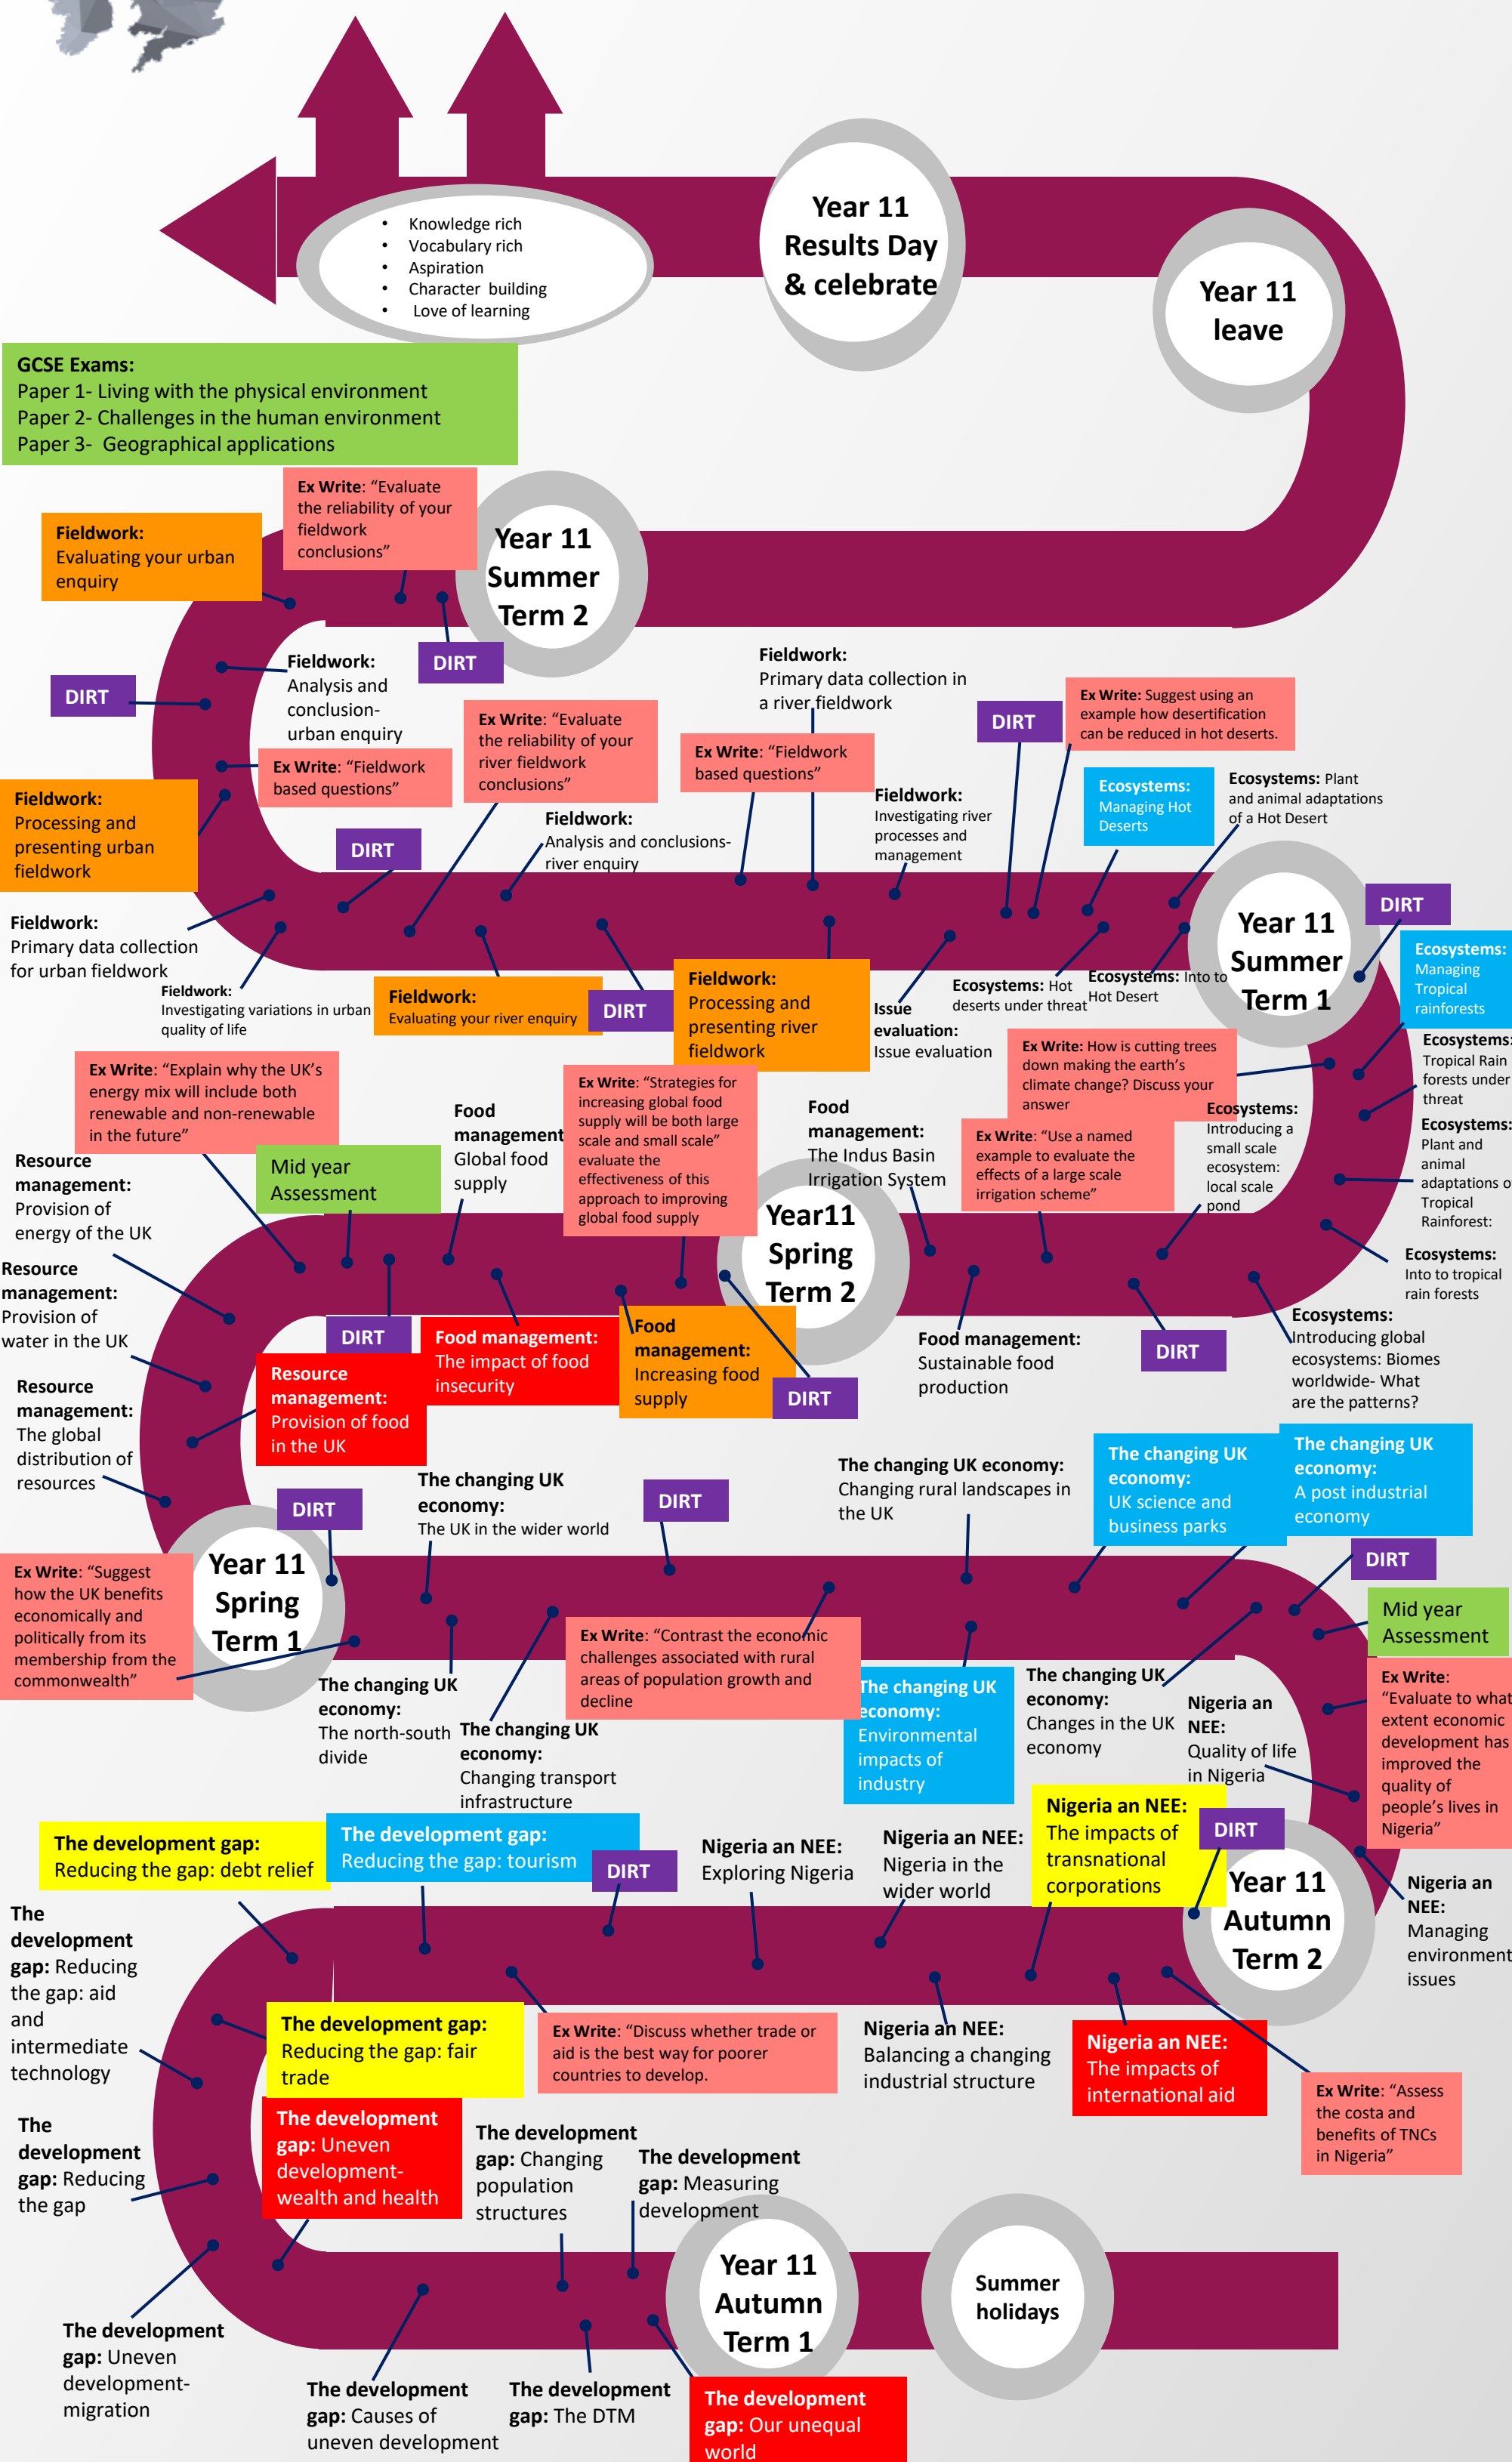 • Knowledge rich
• Vocabulary rich
• Aspiration
• Character building
• Love of learning
Year 11
Results Day
& celebrate
Year 11
leave
GCSE Exams:
Paper 1- Living with the physical environment
Paper 2- Challenges in the human environment
Paper 3- Geographical applications
Ex Write: “Evaluate
the reliability of your
fieldwork
conclusions”
Year 11
Summer
Term 2
Fieldwork:
Evaluating your urban
enquiry
DIRT
Fieldwork:
Analysis and
conclusion-
urban enquiry
DIRT
Ex Write: “Fieldwork
based questions”
Fieldwork:
Processing and
presenting urban
fieldwork
DIRT
Ex Write: “Evaluate
the reliability of your
river fieldwork
conclusions”
Fieldwork:
Analysis and conclusions-
river enquiry
Fieldwork:
Primary data collection in
a river fieldwork
Ex Write: “Fieldwork
based questions”
Fieldwork:
Investigating river
processes and
management
DIRT
Ex Write: Suggest using an
example how desertification
can be reduced in hot deserts.
Ecosystems:
Managing Hot
Deserts
Ecosystems: Plant
and animal adaptations
of a Hot Desert
Year 11
Summer
Term 1
DIRT
Fieldwork:
Primary data collection
for urban fieldwork
Fieldwork:
Investigating variations in urban
quality of life
Fieldwork:
Evaluating your river enquiry
DIRT
Fieldwork:
Processing and
presenting river
fieldwork
Issue
evaluation:
Issue evaluation
Ecosystems: Hot
deserts under threat
Ecosystems: Into to
Hot Desert
Ecosystems:
Managing
Tropical
rainforests
Ecosystems:
Tropical Rain
forests under
threat
Ecosystems:
Plant and
animal
adaptations o
Tropical
Rainforest:
Ecosystems:
Into to tropical
rain forests
Ex Write: How is cutting trees
down making the earth’s
climate change? Discuss your
answer
Ecosystems:
Introducing a
small scale
ecosystem:
local scale
pond
Ex Write: “Use a named
example to evaluate the
effects of a large scale
irrigation scheme”
Food
management:
The Indus Basin
Irrigation System
Ex Write: “Strategies for
increasing global food
supply will be both large
scale and small scale”
evaluate the
effectiveness of this
approach to improving
global food supply
Food
management
Global food
supply
Mid year
Assessment
Ex Write: “Explain why the UK’s
energy mix will include both
renewable and non-renewable
in the future”
Resource
management:
Provision of
energy of the UK
Resource
management:
Provision of
water in the UK
Resource
management:
The global
distribution of
resources
DIRT
Resource
management:
Provision of food
in the UK
Food management:
The impact of food
insecurity
Food
management:
Increasing food
supply
Year11
Spring
Term 2
DIRT
Food management:
Sustainable food
production
DIRT
Ecosystems:
Introducing global
ecosystems: Biomes
worldwide- What
are the patterns?
DIRT
The changing UK
economy:
The UK in the wider world
DIRT
The changing UK economy:
Changing rural landscapes in
the UK
The changing UK
economy:
UK science and
business parks
The changing UK
economy:
A post industrial
economy
DIRT
Mid year
Assessment
Year 11
Spring
Term 1
Ex Write: “Suggest
how the UK benefits
economically and
politically from its
membership from the
commonwealth”
The changing UK
economy:
The north-south
divide
The changing UK
economy:
Changing transport
infrastructure
Ex Write: “Contrast the economic
challenges associated with rural
areas of population growth and
decline
The changing UK
economy:
Environmental
impacts of
industry
The changing UK
economy:
Changes in the UK
economy
Nigeria an
NEE:
Quality of life
in Nigeria
Ex Write:
“Evaluate to what
extent economic
development has
improved the
quality of
people’s lives in
Nigeria”
Nigeria an
NEE:
Managing
environment
issues
The development gap:
Reducing the gap: debt relief
The development gap:
Reducing the gap: tourism
DIRT
Nigeria an NEE:
Exploring Nigeria
Nigeria an NEE:
Nigeria in the
wider world
Nigeria an NEE:
The impacts of
transnational
corporations
DIRT
Year 11
Autumn
Term 2
The
development
gap: Reducing
the gap: aid
and
intermediate
technology
The development gap:
Reducing the gap: fair
trade
Ex Write: “Discuss whether trade or
aid is the best way for poorer
countries to develop.
Nigeria an NEE:
Balancing a changing
industrial structure
Nigeria an NEE:
The impacts of
international aid
Ex Write: “Assess
the costa and
benefits of TNCs
in Nigeria”
The
development
gap: Reducing
the gap
The development
gap: Uneven
development-
wealth and health
The development
gap: Changing
population
structures
The development
gap: Measuring
development
Year 11
Autumn
Term 1
Summer
holidays
The development
gap: Uneven
development-
migration
The development
gap: Causes of
uneven development
The development
gap: The DTM
The development
gap: Our unequal
world